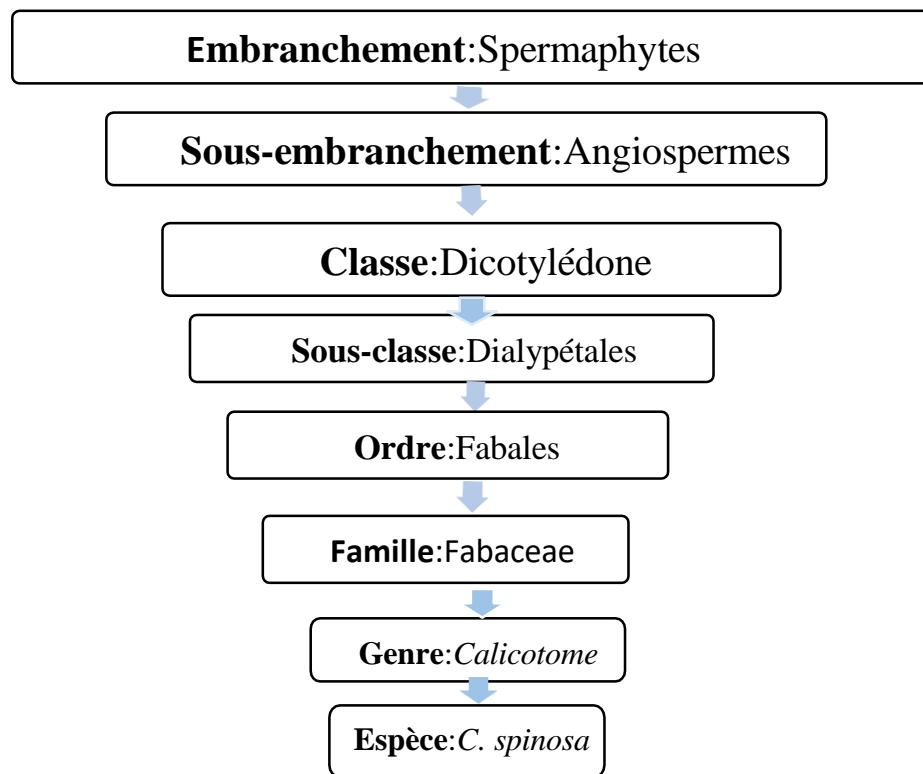 Embranchement:Spermaphytes
Sous-embranchement:Angiospermes
Classe:Dicotylédone
Sous-classe:Dialypétales
Ordre:Fabales
Famille:Fabaceae
Genre:Calicotome
Espèce:C. spinosa